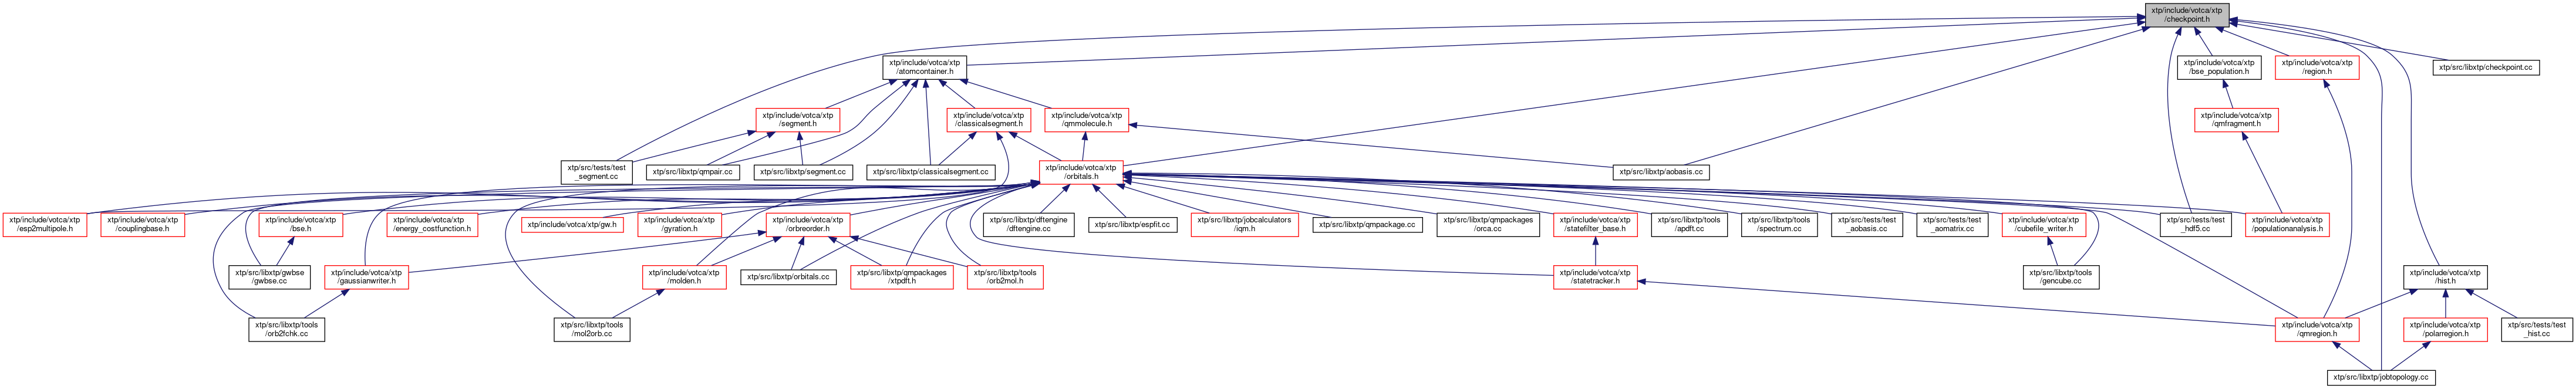 xtp/include/votca/xtp
/checkpoint.h
xtp/include/votca/xtp
/atomcontainer.h
xtp/include/votca/xtp
/bse_population.h
xtp/include/votca/xtp
/region.h
xtp/src/libxtp/checkpoint.cc
xtp/include/votca/xtp
/segment.h
xtp/include/votca/xtp
/classicalsegment.h
xtp/include/votca/xtp
/qmmolecule.h
xtp/include/votca/xtp
/qmfragment.h
xtp/src/tests/test
_segment.cc
xtp/src/libxtp/qmpair.cc
xtp/src/libxtp/segment.cc
xtp/src/libxtp/classicalsegment.cc
xtp/include/votca/xtp
/orbitals.h
xtp/src/libxtp/aobasis.cc
xtp/include/votca/xtp
/esp2multipole.h
xtp/include/votca/xtp
/couplingbase.h
xtp/include/votca/xtp
/bse.h
xtp/include/votca/xtp
/energy_costfunction.h
xtp/include/votca/xtp/gw.h
xtp/include/votca/xtp
/gyration.h
xtp/include/votca/xtp
/orbreorder.h
xtp/src/libxtp/dftengine
/dftengine.cc
xtp/src/libxtp/espfit.cc
xtp/src/libxtp/jobcalculators
/iqm.h
xtp/src/libxtp/qmpackage.cc
xtp/src/libxtp/qmpackages
/orca.cc
xtp/include/votca/xtp
/statefilter_base.h
xtp/src/libxtp/tools
/apdft.cc
xtp/src/libxtp/tools
/spectrum.cc
xtp/src/tests/test
_aobasis.cc
xtp/src/tests/test
_aomatrix.cc
xtp/include/votca/xtp
/cubefile_writer.h
xtp/src/tests/test
_hdf5.cc
xtp/include/votca/xtp
/populationanalysis.h
xtp/src/libxtp/gwbse
/gwbse.cc
xtp/include/votca/xtp
/gaussianwriter.h
xtp/include/votca/xtp
/molden.h
xtp/src/libxtp/orbitals.cc
xtp/src/libxtp/qmpackages
/xtpdft.h
xtp/src/libxtp/tools
/orb2mol.h
xtp/include/votca/xtp
/statetracker.h
xtp/src/libxtp/tools
/gencube.cc
xtp/include/votca/xtp
/hist.h
xtp/src/libxtp/tools
/orb2fchk.cc
xtp/src/libxtp/tools
/mol2orb.cc
xtp/include/votca/xtp
/qmregion.h
xtp/include/votca/xtp
/polarregion.h
xtp/src/tests/test
_hist.cc
xtp/src/libxtp/jobtopology.cc